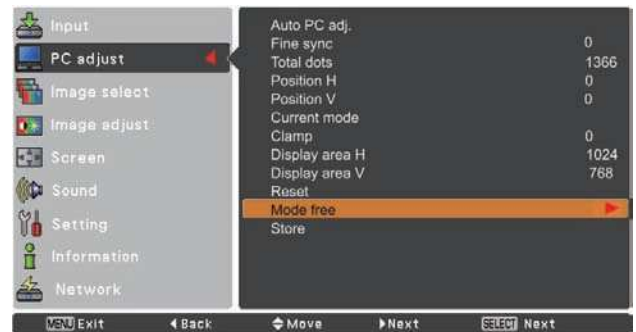 Input
PC adjust
Image select
Image adjust
Screen
Sound
Setting
Information
Network
Auto PC adj.
Fine sync 0
Total dots 1366
Position H 0
Position V 0
Current mode
Clamp 0
Display area H 1024
Display area V 768
Reset
Mode free
Store
MENU Exit Back Move Next SELECT Next